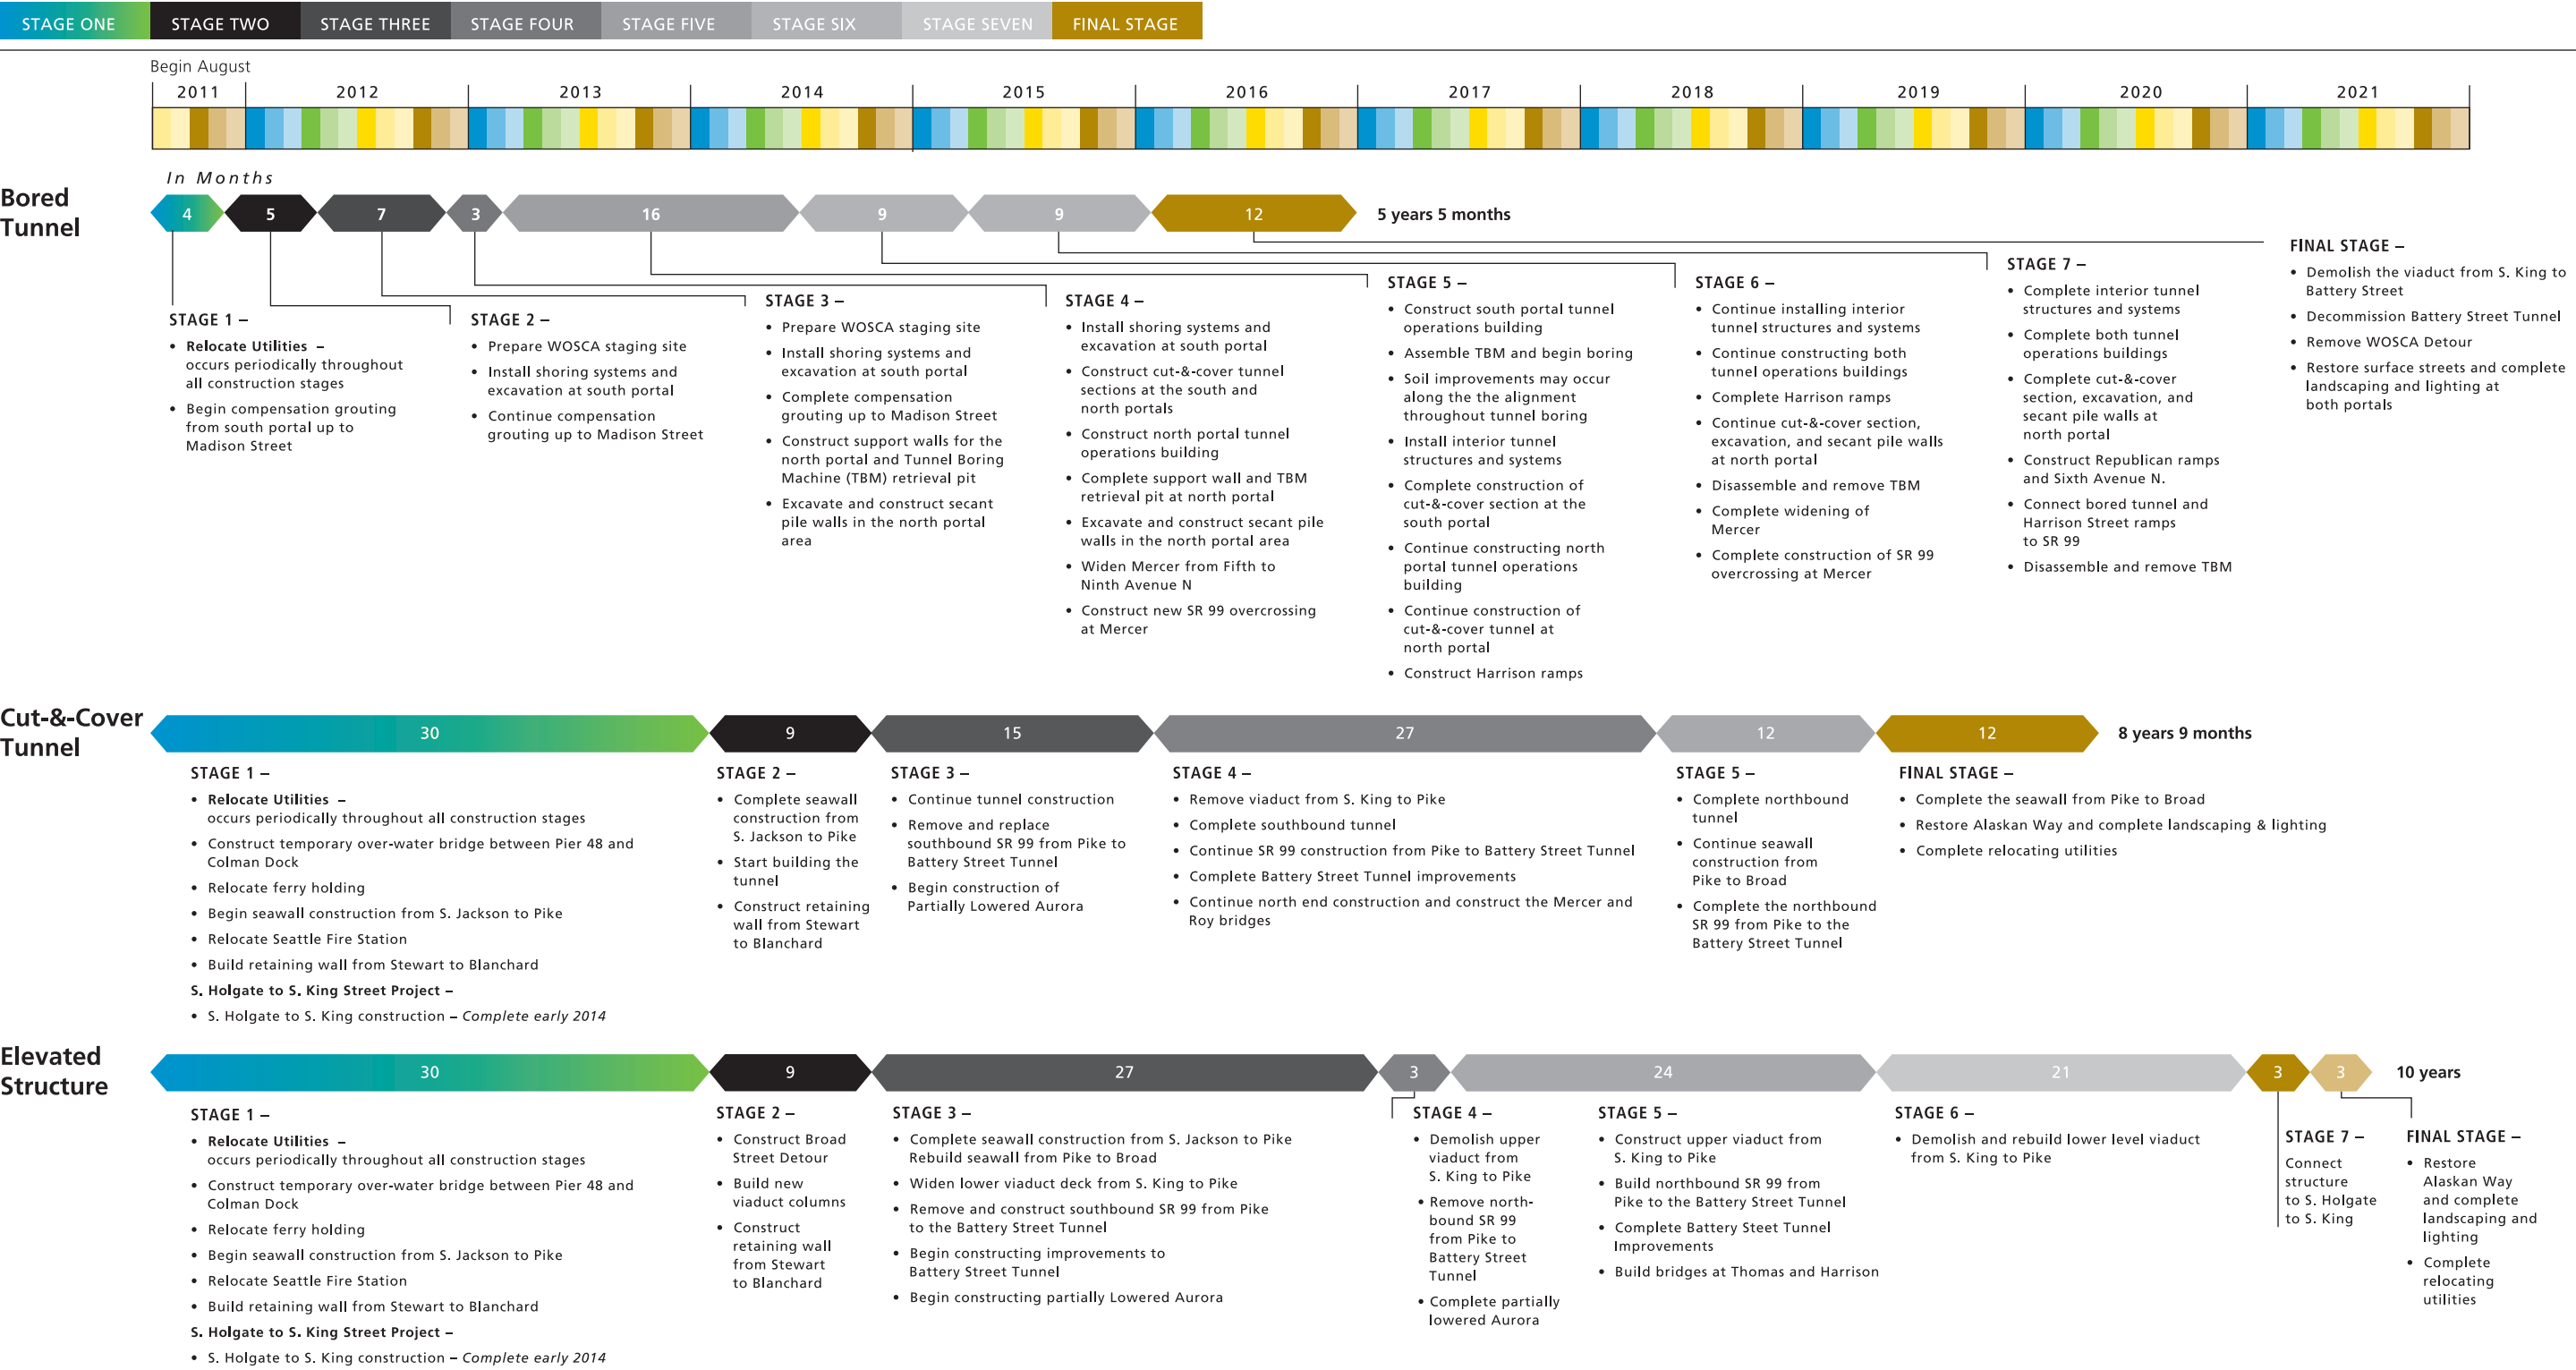 STAGE ONE
STAGE TWO
STAGE THREE
STAGE FOUR
STAGE FIVE
STAGE SIX
STAGE SEVEN
FINAL STAGE
Begin August
2011
2012
2013
2014
2015
2016
2017
2018
2019
2020
2021
In Months
Bored
Tunnel
4
5
7
3
16
9
9
12
5 years 5 months
STAGE 1 –
• Relocate Utilities –
occurs periodically throughout
all construction stages
• Begin compensation grouting
from south portal up to
Madison Street
STAGE 2 –
• Prepare WOSCA staging site
• Install shoring systems and
excavation at south portal
• Continue compensation
grouting up to Madison Street
STAGE 3 –
• Prepare WOSCA staging site
• Install shoring systems and
excavation at south portal
• Complete compensation
grouting up to Madison Street
• Construct support walls for the
north portal and Tunnel Boring
Machine (TBM) retrieval pit
• Excavate and construct secant
pile walls in the north portal
area
STAGE 4 –
• Install shoring systems and
excavation at south portal
• Construct cut-&-cover tunnel
sections at the south and
north portals
• Construct north portal tunnel
operations building
• Complete support wall and TBM
retrieval pit at north portal
• Excavate and construct secant pile
walls in the north portal area
• Widen Mercer from Fifth to
Ninth Avenue N
• Construct new SR 99 overcrossing
at Mercer
STAGE 5 –
• Construct south portal tunnel
operations building
• Assemble TBM and begin boring
• Soil improvements may occur
along the the alignment
throughout tunnel boring
• Install interior tunnel
structures and systems
• Complete construction of
cut-&-cover section at the
south portal
• Continue constructing north
portal tunnel operations
building
• Continue construction of
cut-&-cover tunnel at
north portal
• Construct Harrison ramps
STAGE 6 –
• Continue installing interior
tunnel structures and systems
• Continue constructing both
tunnel operations buildings
• Complete Harrison ramps
• Continue cut-&-cover section,
excavation, and secant pile walls
at north portal
• Disassemble and remove TBM
• Complete widening of
Mercer
• Complete construction of SR 99
overcrossing at Mercer
STAGE 7 –
• Complete interior tunnel
structures and systems
• Complete both tunnel
operations buildings
• Complete cut-&-cover
section, excavation, and
secant pile walls at
north portal
• Construct Republican ramps
and Sixth Avenue N.
• Connect bored tunnel and
Harrison Street ramps
to SR 99
• Disassemble and remove TBM
FINAL STAGE –
• Demolish the viaduct from S. King to
Battery Street
• Decommission Battery Street Tunnel
• Remove WOSCA Detour
• Restore surface streets and complete
landscaping and lighting at
both portals
Cut-&-Cover
Tunnel
30
9
15
27
12
12
8 years 9 months
STAGE 1 –
• Relocate Utilities –
occurs periodically throughout all construction stages
• Construct temporary over-water bridge between Pier 48 and
Colman Dock
• Relocate ferry holding
• Begin seawall construction from S. Jackson to Pike
• Relocate Seattle Fire Station
• Build retaining wall from Stewart to Blanchard
S. Holgate to S. King Street Project –
• S. Holgate to S. King construction – Complete early 2014
STAGE 2 –
• Complete seawall
construction from
S. Jackson to Pike
• Start building the
tunnel
• Construct retaining
wall from Stewart
to Blanchard
STAGE 3 –
• Continue tunnel construction
• Remove and replace
southbound SR 99 from Pike to
Battery Street Tunnel
• Begin construction of
Partially Lowered Aurora
STAGE 4 –
• Remove viaduct from S. King to Pike
• Complete southbound tunnel
• Continue SR 99 construction from Pike to Battery Street Tunnel
• Complete Battery Street Tunnel improvements
• Continue north end construction and construct the Mercer and
Roy bridges
STAGE 5 –
• Complete northbound
tunnel
• Continue seawall
construction from
Pike to Broad
• Complete the northbound
SR 99 from Pike to the
Battery Street Tunnel
FINAL STAGE –
• Complete the seawall from Pike to Broad
• Restore Alaskan Way and complete landscaping & lighting
• Complete relocating utilities
Elevated
Structure
30
9
27
3
24
21
3
3
10 years
STAGE 1 –
• Relocate Utilities –
occurs periodically throughout all construction stages
• Construct temporary over-water bridge between Pier 48 and
Colman Dock
• Relocate ferry holding
• Begin seawall construction from S. Jackson to Pike
• Relocate Seattle Fire Station
• Build retaining wall from Stewart to Blanchard
S. Holgate to S. King Street Project –
• S. Holgate to S. King construction – Complete early 2014
STAGE 2 –
• Construct Broad
Street Detour
• Build new
viaduct columns
• Construct
retaining wall
from Stewart
to Blanchard
STAGE 3 –
• Complete seawall construction from S. Jackson to Pike
Rebuild seawall from Pike to Broad
• Widen lower viaduct deck from S. King to Pike
• Remove and construct southbound SR 99 from Pike
to the Battery Street Tunnel
• Begin constructing improvements to
Battery Street Tunnel
• Begin constructing partially Lowered Aurora
STAGE 4 –
• Demolish upper
viaduct from
S. King to Pike
• Remove north-
bound SR 99
from Pike to
Battery Street
Tunnel
• Complete partially
lowered Aurora
STAGE 5 –
• Construct upper viaduct from
S. King to Pike
• Build northbound SR 99 from
Pike to the Battery Street Tunnel
• Complete Battery Steet Tunnel
Improvements
• Build bridges at Thomas and Harrison
STAGE 6 –
• Demolish and rebuild lower level viaduct
from S. King to Pike
STAGE 7 –
Connect
structure
to S. Holgate
to S. King
FINAL STAGE –
• Restore
Alaskan Way
and complete
landscaping and
lighting
• Complete
relocating
utilities